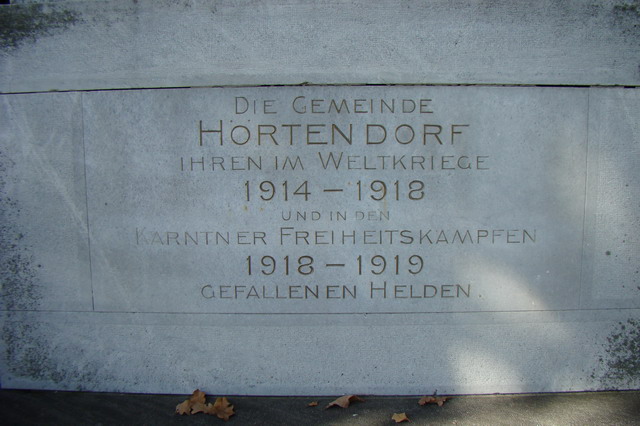 DIE GEMEINDE
HÖRTENDORF
IHREN IM WELTKRIEGE
1914 – 1918
UND IN DEN
KÄRNTNER FREIHEITSKÄMPFEN
1918 – 1919
GEFALLENEN HELDEN.